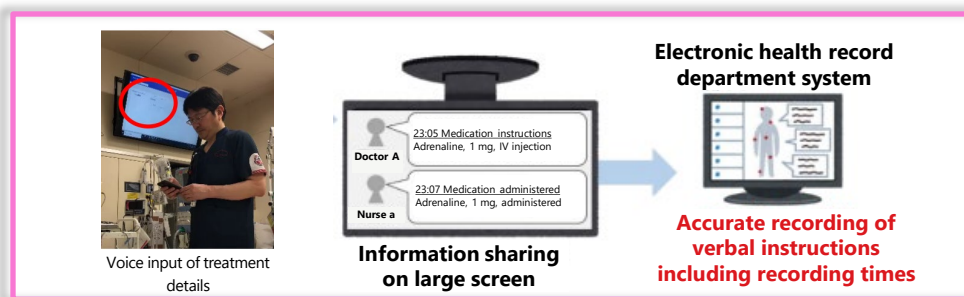 Voice input of treatment
details
Doctor A
23:05 Medication instructions
Adrenaline, 1 mg, IV injection
Nurse a
23:07 Medication administered
Adrenaline, 1 mg, administered
Information sharing
on large screen
Electronic health record
department system
Accurate recording of
verbal instructions
including recording times